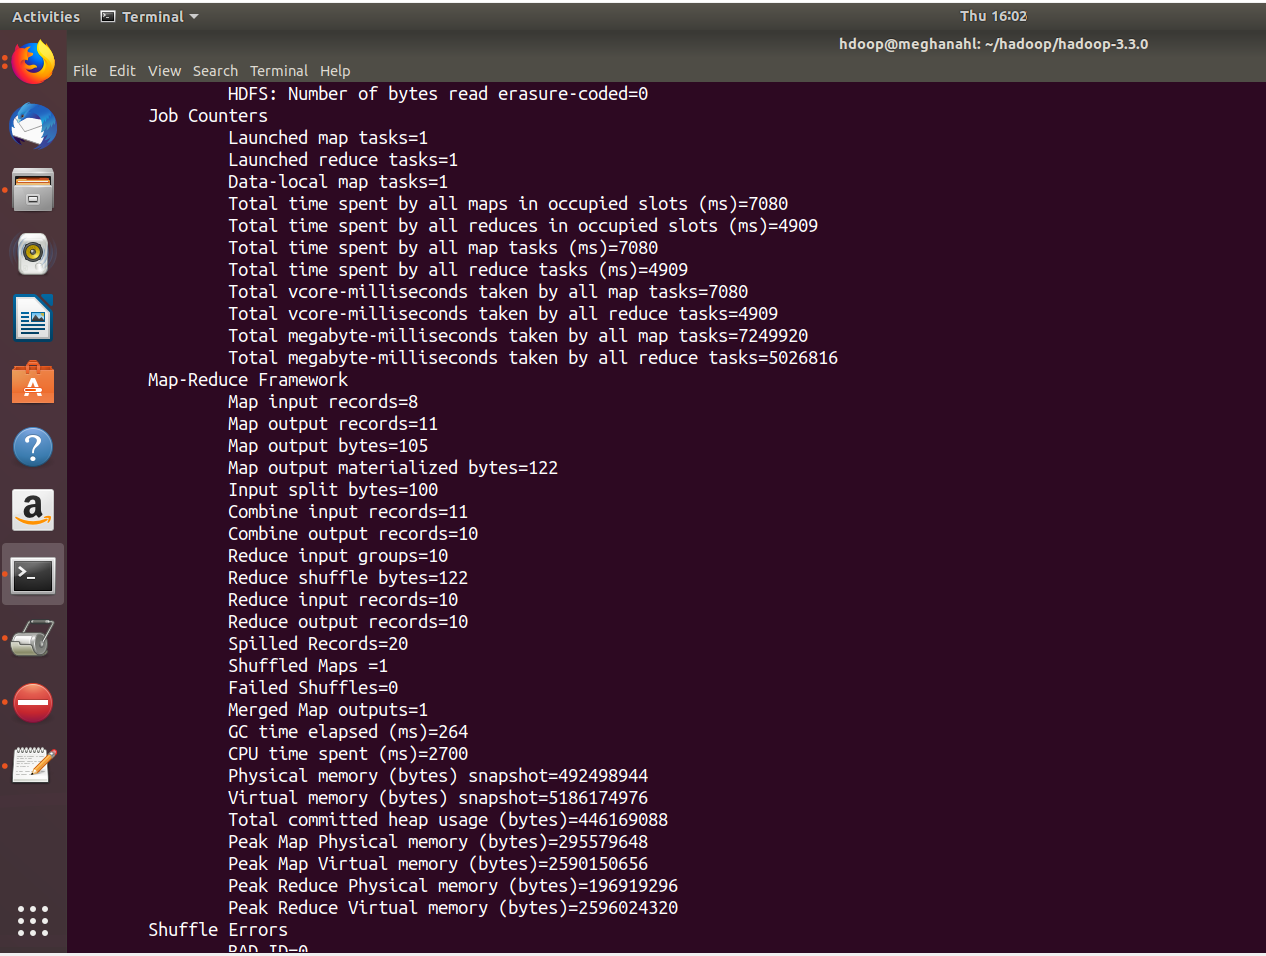 Activities Terminal Thu 16:02
hdoop@meghanahl: ~/hadoop/hadoop-3.3.0
File Edit View Search Terminal Help
HDFS: Number of bytes read erasure-coded=0
Job Counters
Launched map tasks=1
Launched reduce tasks=1
Data-local map tasks=1
Total time spent by all maps in occupied slots (ms)=7080
Total time spent by all reduces in occupied slots (ms)=4909
Total time spent by all map tasks (ms)=7080
Total time spent by all reduce tasks (ms)=4909
Total vcore-milliseconds taken by all map tasks=7080
Total vcore-milliseconds taken by all reduce tasks=4909
Total megabyte-milliseconds taken by all map tasks=7249920
Total megabyte-milliseconds taken by all reduce tasks=5026816
Map-Reduce Framework
Map input records=8
Map output records=11
Map output bytes=105
Map output materialized bytes=122
Input split bytes=100
Combine input records=11
Combine output records=10
Reduce input groups=10
Reduce shuffle bytes=122
Reduce input records=10
Reduce output records=10
Spilled Records=20
Shuffled Maps =1
Failed Shuffles=0
Merged Map outputs=1
GC time elapsed (ms)=264
CPU time spent (ms)=2700
Physical memory (bytes) snapshot=492498944
Virtual memory (bytes) snapshot=5186174976
Total committed heap usage (bytes)=446169088
Peak Map Physical memory (bytes)=295579648
Peak Map Virtual memory (bytes)=2590150656
Peak Reduce Physical memory (bytes)=196919296
Peak Reduce Virtual memory (bytes)=2596024320
Shuffle Errors
BAD_ID=0